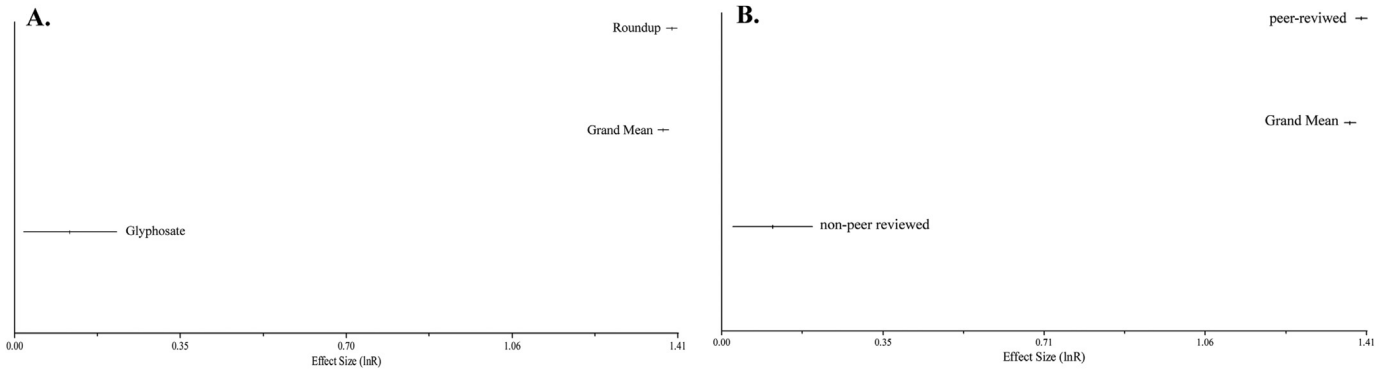 A.
Roundup
Grand Mean
Glyphosate
0.00 0.35 0.70 1.06 1.41
Effect Size (lnR)
B.
peer-reviwed
Grand Mean
non-peer reviewed
0.00 0.35 0.71 1.06 1.41
Effect Size (lnR)